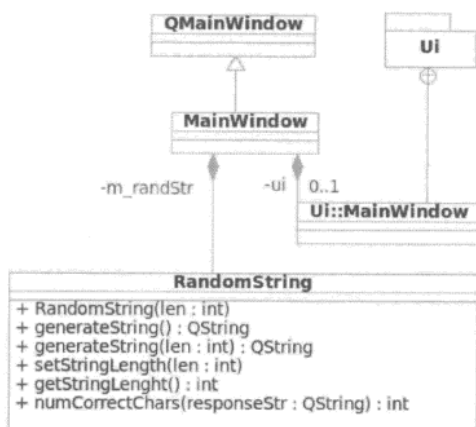 QMainWindow
Ui
MainWindow
-m_randStr
-ui
0..1
Ui::MainWindow
RandomString
+ RandomString(len : int)
+ generateString() : QString
+ generateString(len : int) : QString
+ setStringLength(len : int)
+ getStringLenght() : int
+ numCorrectChars(responseStr : QString) : int